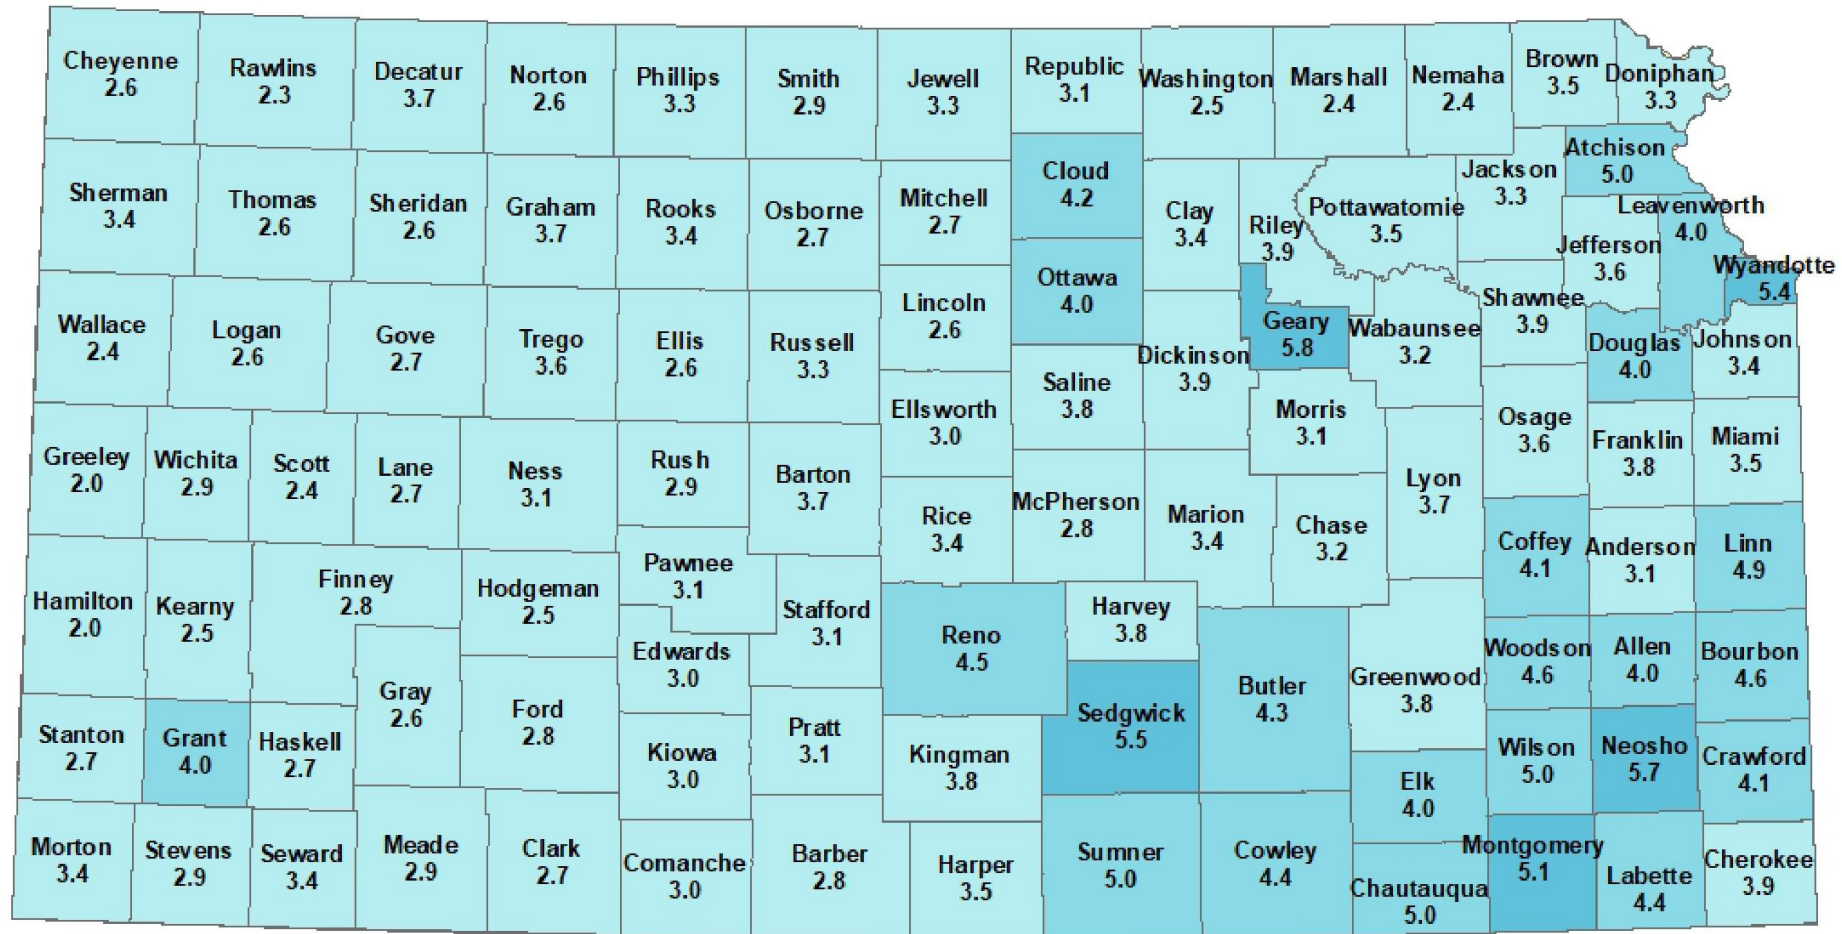 Cheyenne
2.6
Rawlins
2.3
Decatur
3.7
Norton
2.6
Phillips
3.3
Smith
2.9
Jewell
3.3
Republic
3.1
Washington
2.5
Marshall
2.4
Nemaha
2.4
Brown
3.5
Doniphan
3.3
Atchison
5.0
Sherman
3.4
Thomas
2.6
Sheridan
2.6
Graham
3.7
Rooks
3.4
Osborne
2.7
Mitchell
2.7
Cloud
4.2
Clay
3.4
Riley
3.9
Pottawatomie
3.5
Jackson
3.3
Leavenworth
4.0
Jefferson
3.6
Wyandotte
5.4
Wallace
2.4
Logan
2.6
Gove
2.7
Trego
3.6
Ellis
2.6
Russell
3.3
Lincoln
2.6
Ottawa
4.0
Dickinson
3.9
Geary
5.8
Wabaunsee
3.2
Shawnee
3.9
Douglas
4.0
Johnson
3.4
Saline
3.8
Ellsworth
3.0
Morris
3.1
Osage
3.6
Franklin
3.8
Miami
3.5
Greeley
2.0
Wichita
2.9
Scott
2.4
Lane
2.7
Ness
3.1
Rush
2.9
Barton
3.7
Rice
3.4
McPherson
2.8
Marion
3.4
Chase
3.2
Lyon
3.7
Coffey
4.1
Anderson
3.1
Linn
4.9
Hamilton
2.0
Kearny
2.5
Finney
2.8
Hodgeman
2.5
Pawnee
3.1
Stafford
3.1
Edwards
3.0
Reno
4.5
Harvey
3.8
Butler
4.3
Greenwood
3.8
Woodson
4.6
Allen
4.0
Bourbon
4.6
Gray
2.6
Ford
2.8
Stanton
2.7
Grant
4.0
Haskell
2.7
Kiowa
3.0
Pratt
3.1
Kingman
3.8
Sedgwick
5.5
Elk
4.0
Wilson
5.0
Neosho
5.7
Crawford
4.1
Morton
3.4
Stevens
2.9
Seward
3.4
Meade
2.9
Clark
2.7
Comanche
3.0
Barber
2.8
Harper
3.5
Sumner
5.0
Cowley
4.4
Chautauqua
5.0
Montgomery
5.1
Labette
4.4
Cherokee
3.9